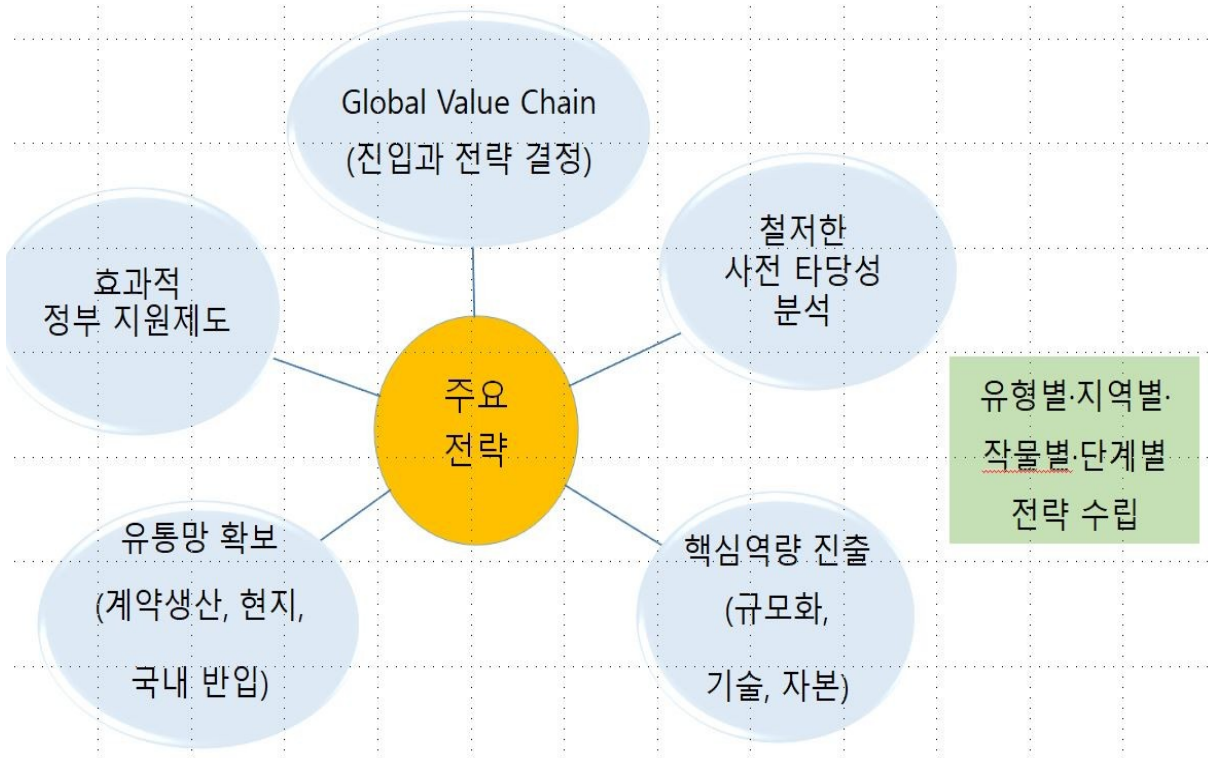 Global Value Chain
(진입과 전략 결정)
철저한
사전 타당성
분석
효과적
정부 지원제도
주요
전략
유형별·지역별·
작물별·단계별
전략 수립
유통망 확보
(계약생산, 현지,
국내 반입)
핵심역량 진출
(규모화,
기술, 자본)